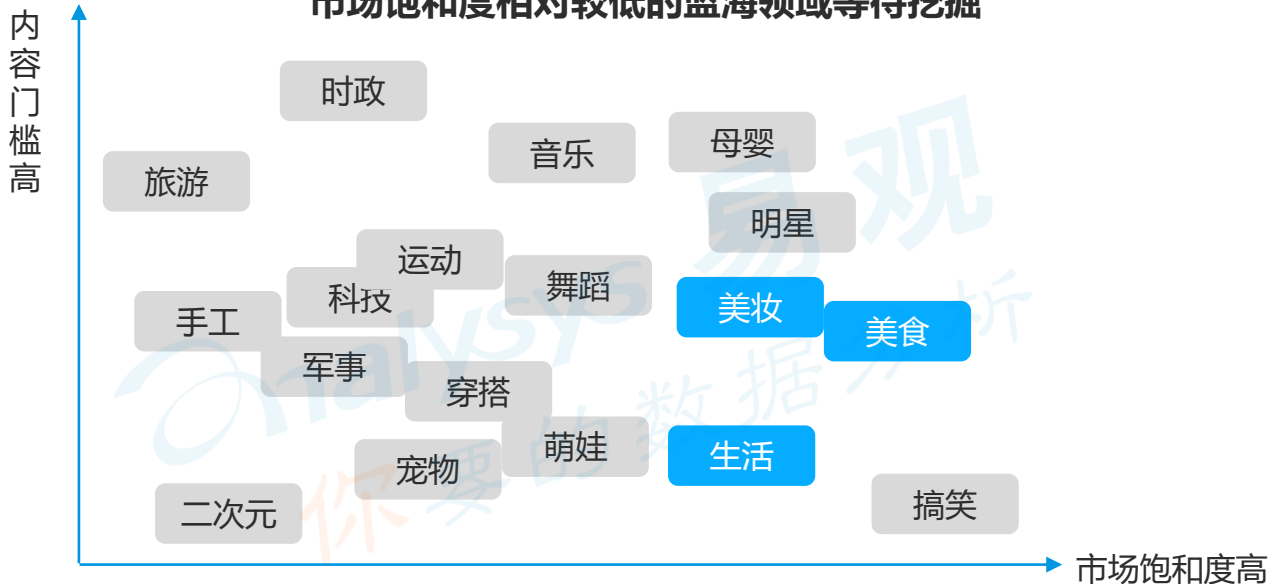 市场饱和度相对较低的蓝海领域等待挖掘
内容门槛高
时政
音乐
母婴
旅游
明星
运动
科技
舞蹈
美妆
手工
美食
军事
穿搭
萌娃
生活
宠物
二次元
搞笑
市场饱和度高
nalysys 易观
你要的数据分析